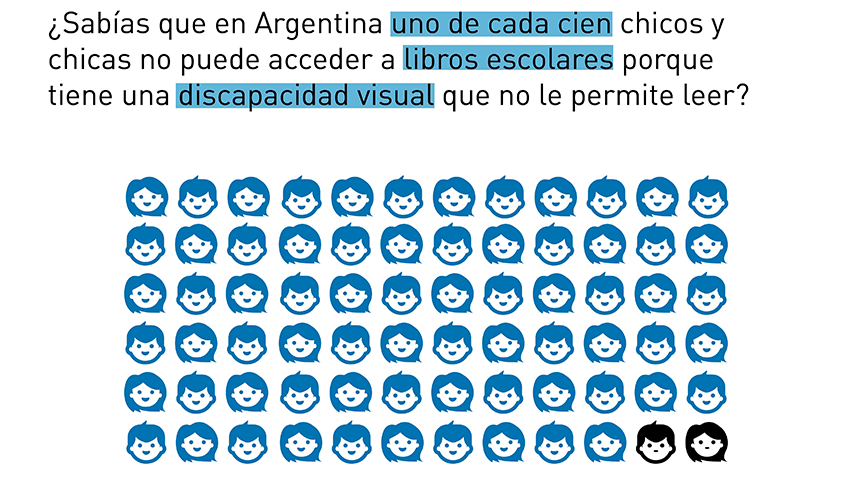 ¿Sabías que en Argentina uno de cada cien chicos y
chicas no puede acceder a libros escolares porque
tiene una discapacidad visual que no le permite leer?